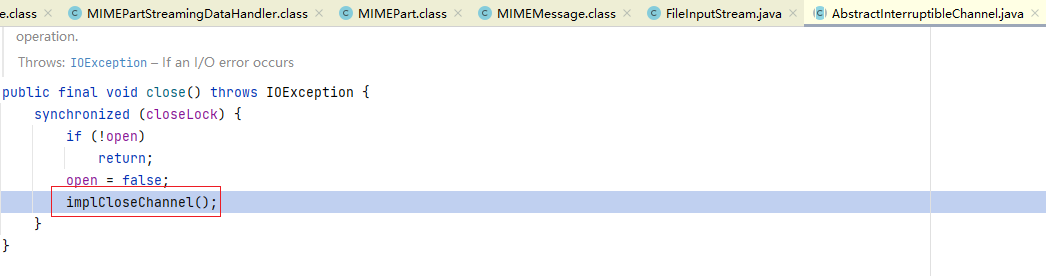 e.class MIMEPartStreamingDataHandler.class MIMEPart.class MIMEMessage.class FileInputStream.java AbstractInterruptibleChannel.java
operation.
Throws: IOException – If an I/O error occurs
public final void close() throws IOException {
synchronized (closeLock) {
if (!open)
return;
open = false;
implCloseChannel();
}
}